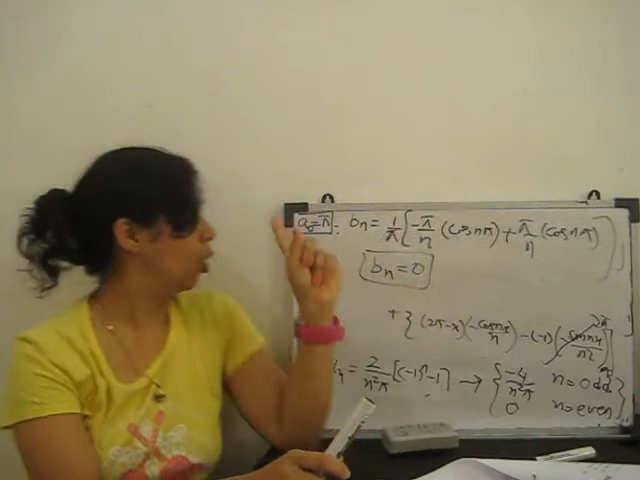 a₀ = π. bₙ = 1/π [ -π/n (cos nπ) + π/n (cos nπ) ]
bₙ = 0
+ { (2π-x) (-cos nx/n) - (-1) (-sin nx/n²) }
= 2/n²π [(-1)ⁿ - 1] → { -4/n²π n = odd
0 n = even }